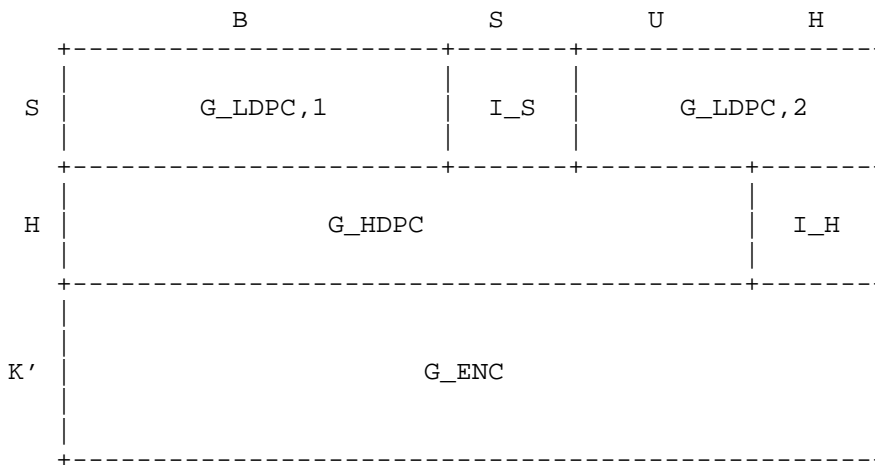 B S U H
S G_LDPC,1 I_S G_LDPC,2
H G_HDPC I_H
K' G_ENC